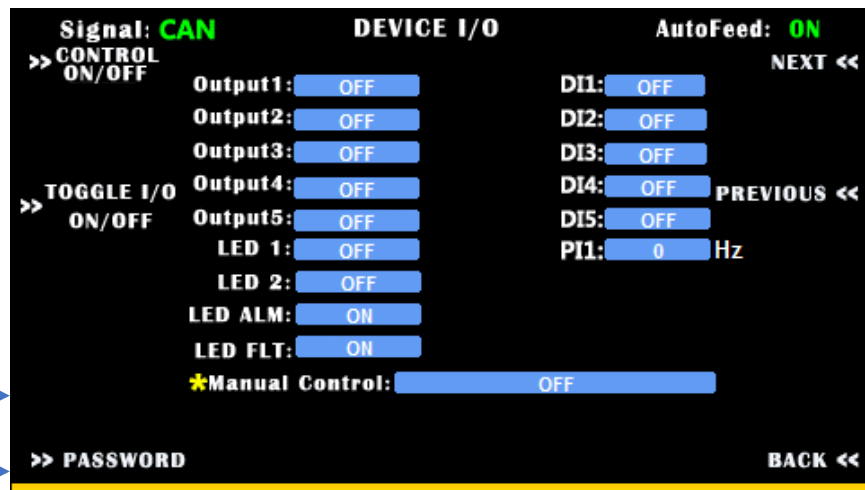 Signal: CAN DEVICE I/O AutoFeed: ON
>> CONTROL ON/OFF NEXT <<
Output1: OFF DI1: OFF
Output2: OFF DI2: OFF
Output3: OFF DI3: OFF
>> TOGGLE I/O ON/OFF Output4: OFF DI4: OFF PREVIOUS <<
Output5: OFF DI5: OFF
LED 1: OFF PI1: 0 Hz
LED 2: OFF
LED ALM: ON
LED FLT: ON
*Manual Control: OFF
>> PASSWORD BACK <<